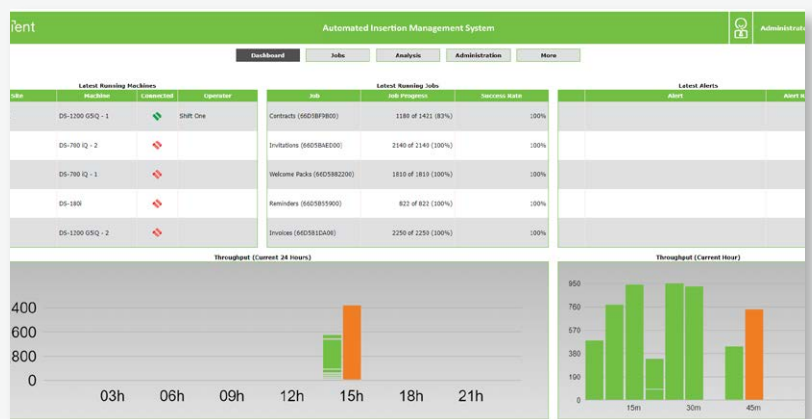 Automated Insertion Management System
Administrat
Dashboard Jobs Analysis Administration More
Latest Running Machines
Site Machine Connected Operator
DS-1200 G5iQ - 1 Shift One
DS-700 iQ - 2
DS-700 iQ - 1
DS-180i
DS-1200 G5iQ - 2
Latest Running Jobs
Job Job Progress Success Rate
Contracts (66D5BF9B00) 1180 of 1421 (83%) 100%
Invitations (66D5BAED00) 2140 of 2140 (100%) 100%
Welcome Packs (66D5BB2200) 1810 of 1810 (100%) 100%
Reminders (66D5B55900) 822 of 822 (100%) 100%
Invoices (66D5B1DA00) 2250 of 2250 (100%) 100%
Latest Alerts
Alert
Throughput (Current 24 Hours)
400
600
800
0
03h 06h 09h 12h 15h 18h 21h
Throughput (Current Hour)
950
760
570
380
190
0
15m 30m 45m